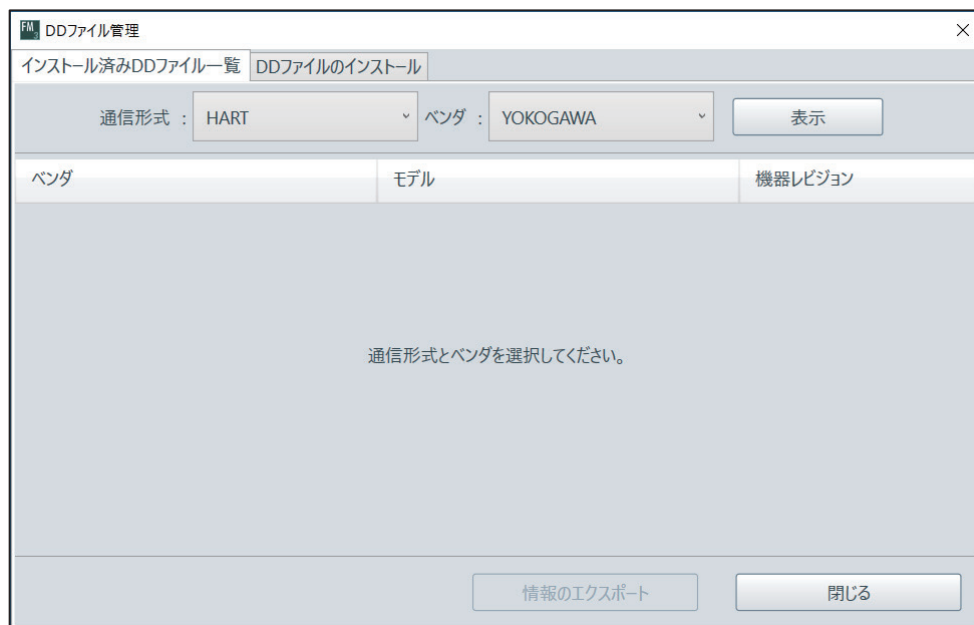 FM DDファイル管理
インストール済みDDファイル一覧 DDファイルのインストール
通信形式 : HART ベンダ : YOKOGAWA 表示
ベンダ モデル 機器レビジョン
通信形式とベンダを選択してください。
情報のエクスポート 閉じる